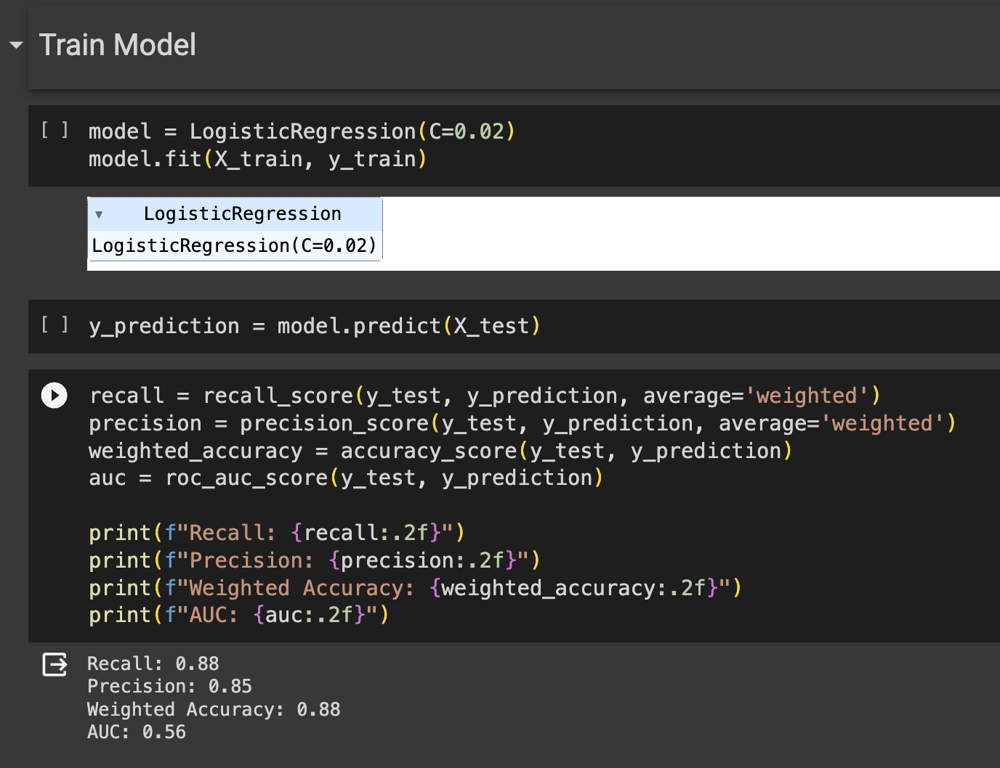 Train Model
[ ] model = LogisticRegression(C=0.02)
model.fit(X_train, y_train)
▼ LogisticRegression
LogisticRegression(C=0.02)
[ ] y_prediction = model.predict(X_test)
recall = recall_score(y_test, y_prediction, average='weighted')
precision = precision_score(y_test, y_prediction, average='weighted')
weighted_accuracy = accuracy_score(y_test, y_prediction)
auc = roc_auc_score(y_test, y_prediction)
print(f"Recall: {recall:.2f}")
print(f"Precision: {precision:.2f}")
print(f"Weighted Accuracy: {weighted_accuracy:.2f}")
print(f"AUC: {auc:.2f}")
Recall: 0.88
Precision: 0.85
Weighted Accuracy: 0.88
AUC: 0.56